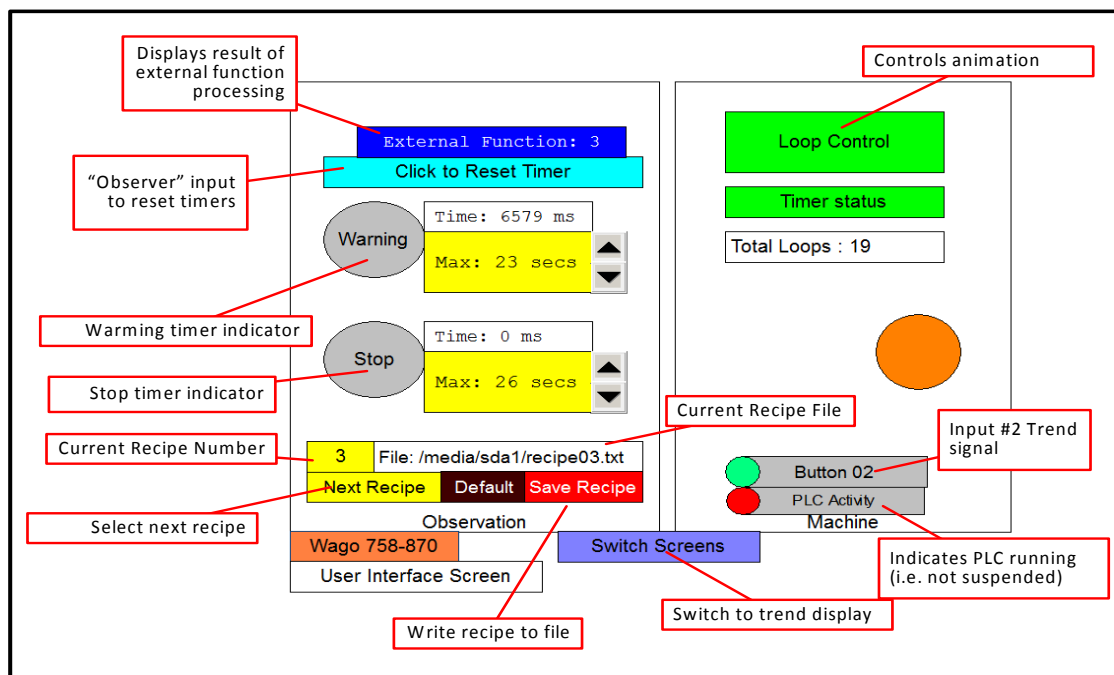 Displays result of
external function
processing
Controls animation
External Function: 3
Click to Reset Timer
Loop Control
“Observer” input
to reset timers
Timer status
Warning
Time: 6579 ms
Max: 23 secs
Total Loops : 19
Warming timer indicator
Stop
Time: 0 ms
Max: 26 secs
Stop timer indicator
Current Recipe File
Current Recipe Number
Input #2 Trend
signal
3
File: /media/sda1/recipe03.txt
Next Recipe
Default
Save Recipe
Button 02
PLC Activity
Select next recipe
Observation
Machine
Wago 758-870
Switch Screens
User Interface Screen
Indicates PLC running
(i.e. not suspended)
Write recipe to file
Switch to trend display